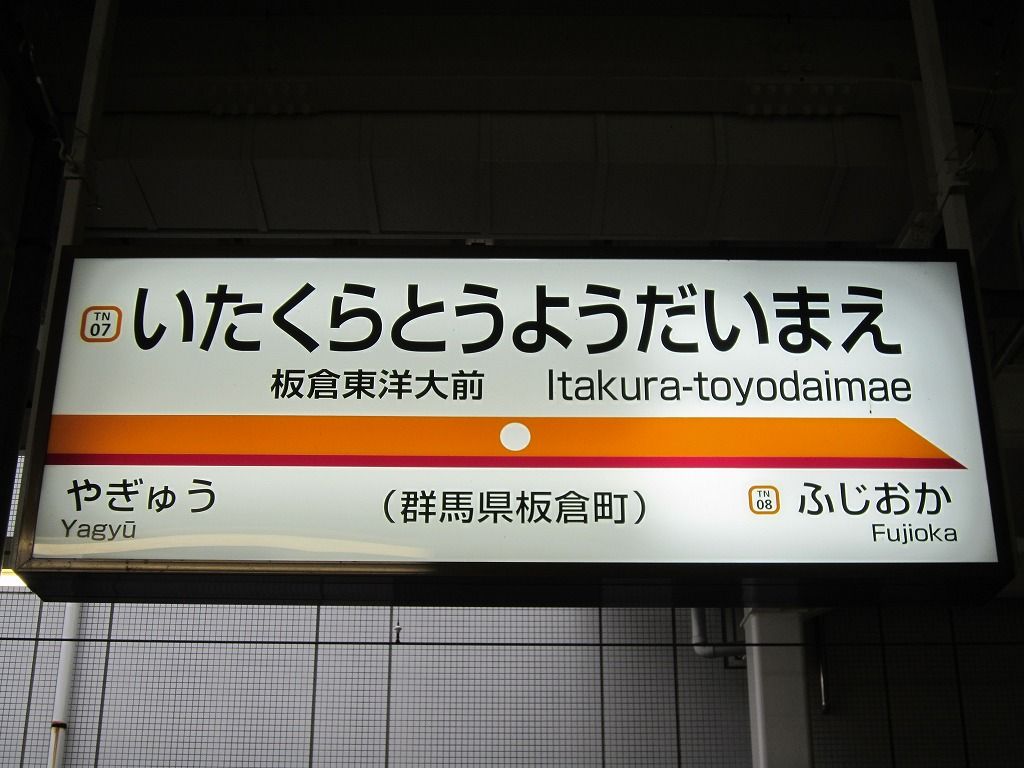 TN
07
いたくらとうようだいまえ
板倉東洋大前 Itakura-toyodaimae
やぎゅう
Yagyū
（群馬県板倉町）
TN
08
ふじおか
Fujioka